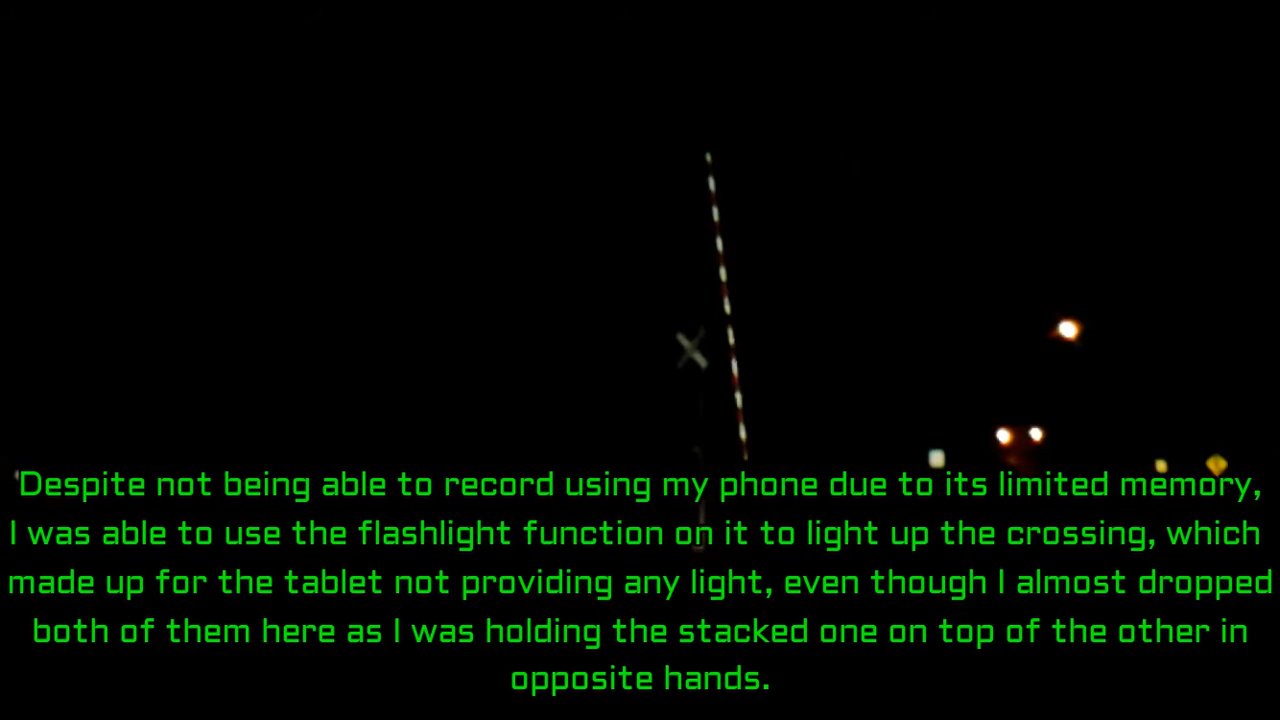 Despite not being able to record using my phone due to its limited memory,
I was able to use the flashlight function on it to light up the crossing, which
made up for the tablet not providing any light, even though I almost dropped
both of them here as I was holding the stacked one on top of the other in
opposite hands.